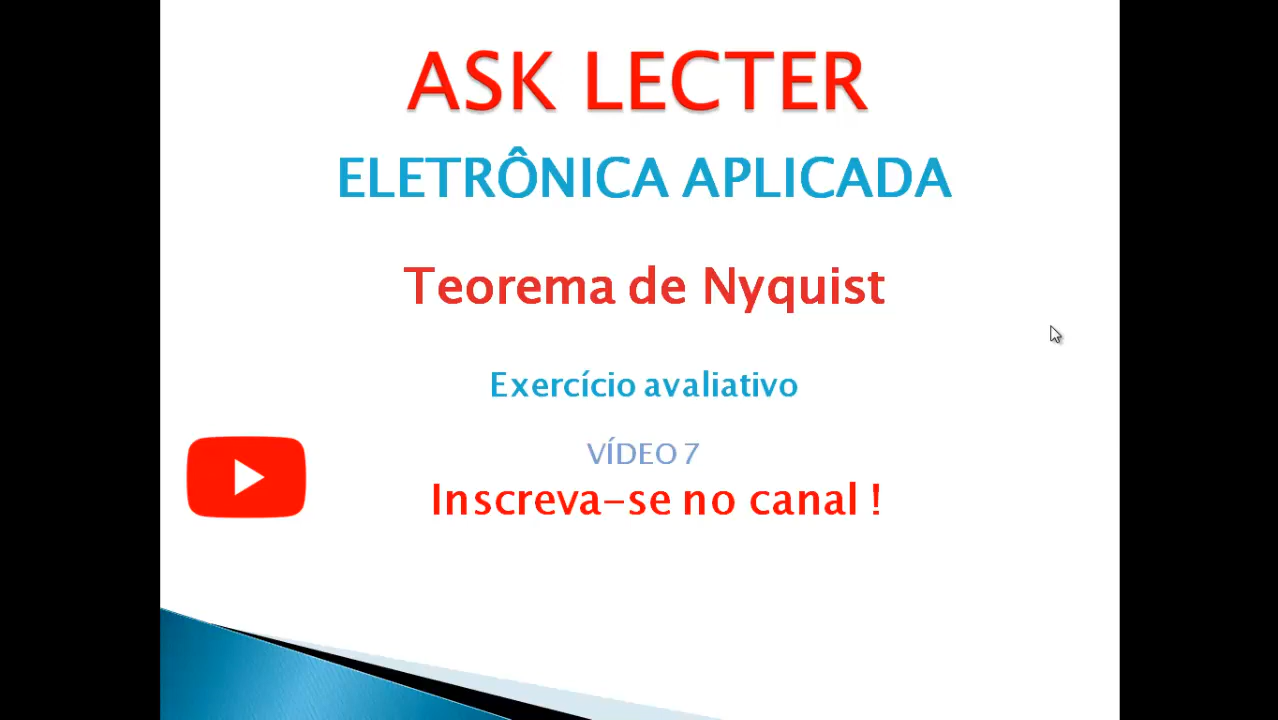 ASK LECTER
ELETRÔNICA APLICADA
Teorema de Nyquist
Exercício avaliativo
VÍDEO 7
Inscreva-se no canal !